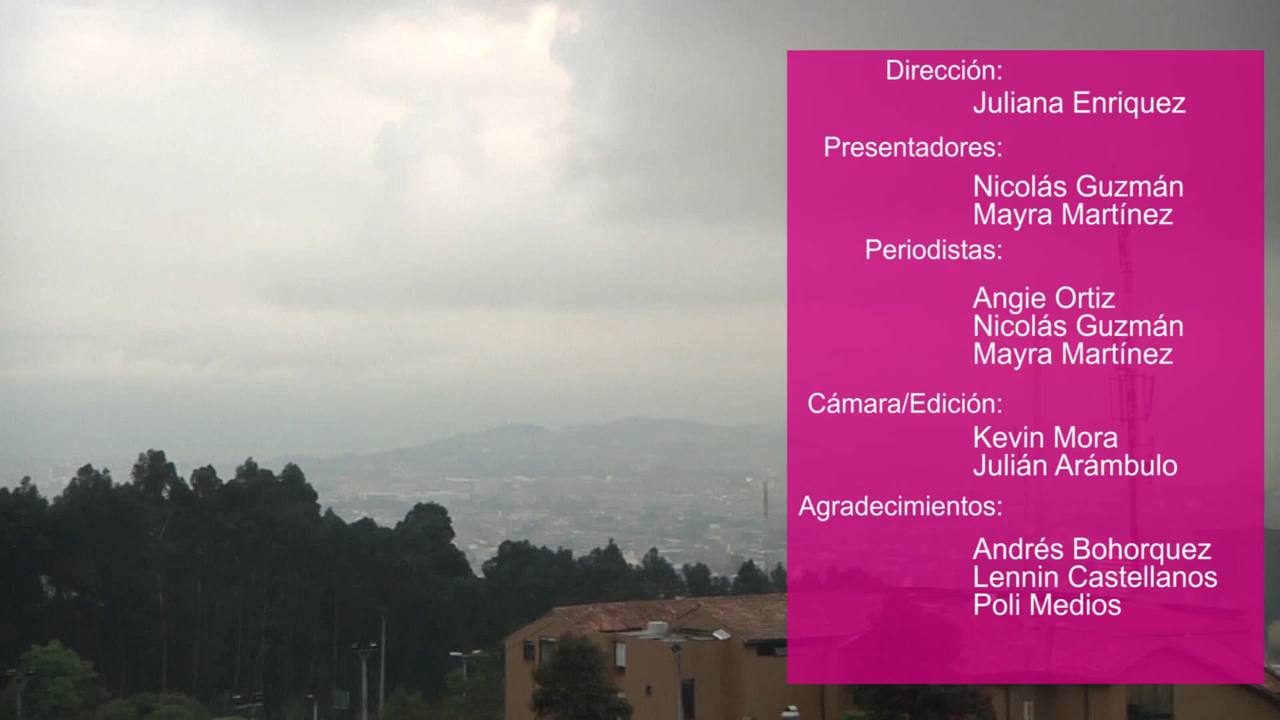 Dirección:
Juliana Enriquez
Presentadores:
Nicolás Guzmán
Mayra Martínez
Periodistas:
Angie Ortiz
Nicolás Guzmán
Mayra Martínez
Cámara/Edición:
Kevin Mora
Julián Arámbulo
Agradecimientos:
Andrés Bohorquez
Lennin Castellanos
Poli Medios